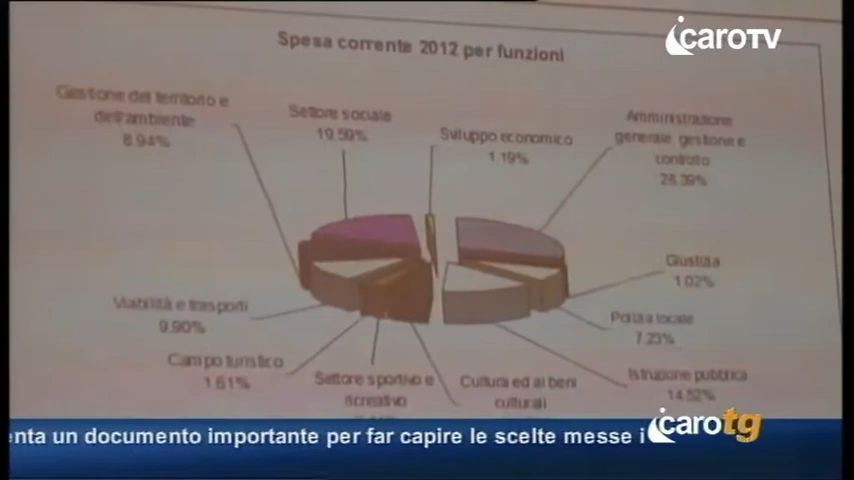 Spesa corrente 2012 per funzioni
icaroTV
Gestione del territorio e
dell'ambiente
8.94%
Settore sociale
19.59%
Sviluppo economico
1.19%
Amministrazione
generale, gestione e
controllo
28.39%
Giustizia
1.02%
Polizia locale
7.23%
Istruzione pubblica
14.52%
Cultura ed ai beni
culturali
Settore sportivo e
ricreativo
Campo turistico
1.61%
Viabilità e trasporti
9.90%
enta un documento importante per far capire le scelte messe i
icarotg